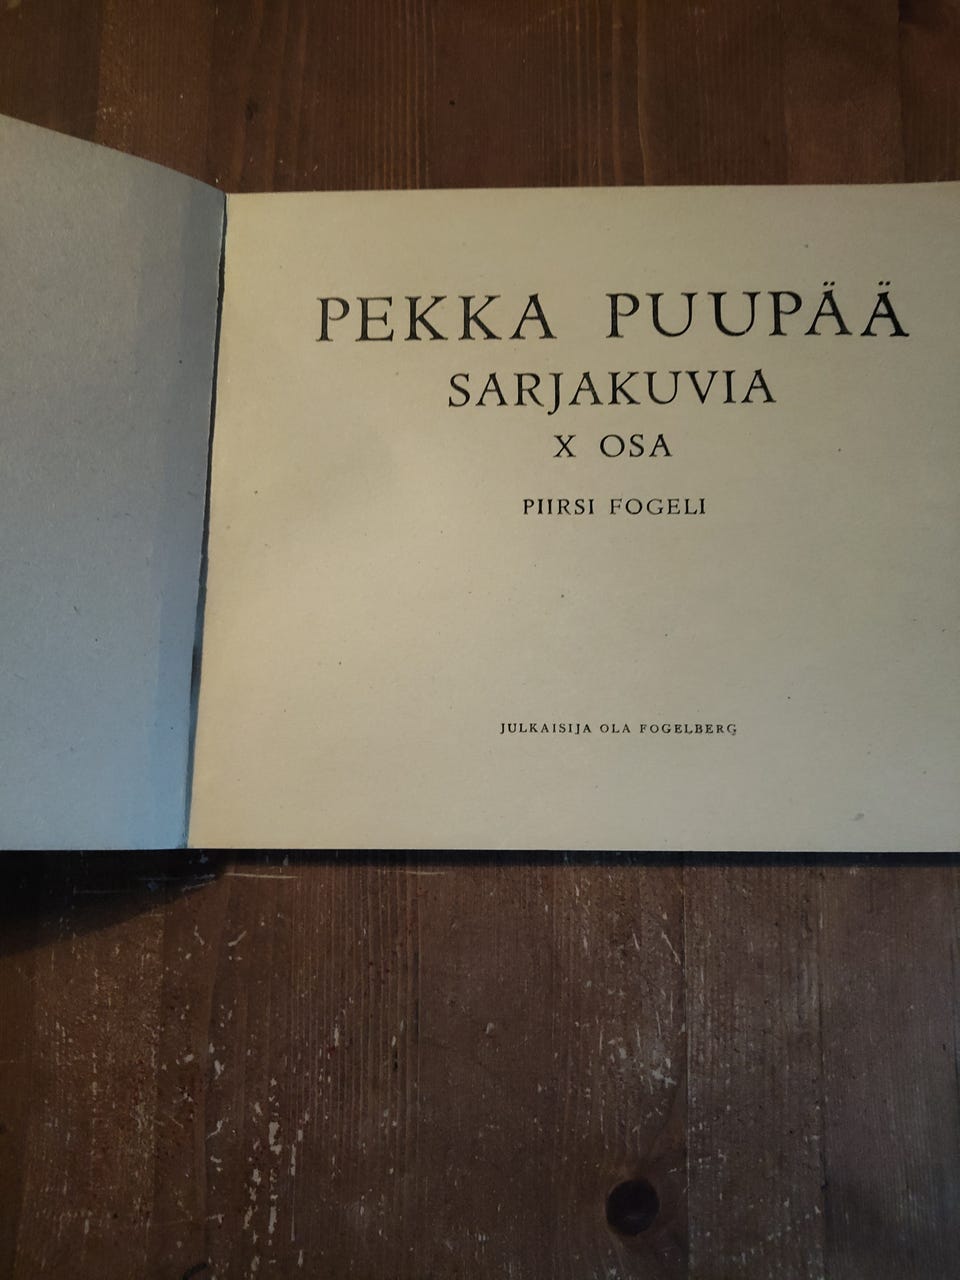 PEKKA PUUPÄÄ
SARJAKUVIA
X OSA
PIIRSI FOGELI
JULKAISIJA OLA FOGELBERG